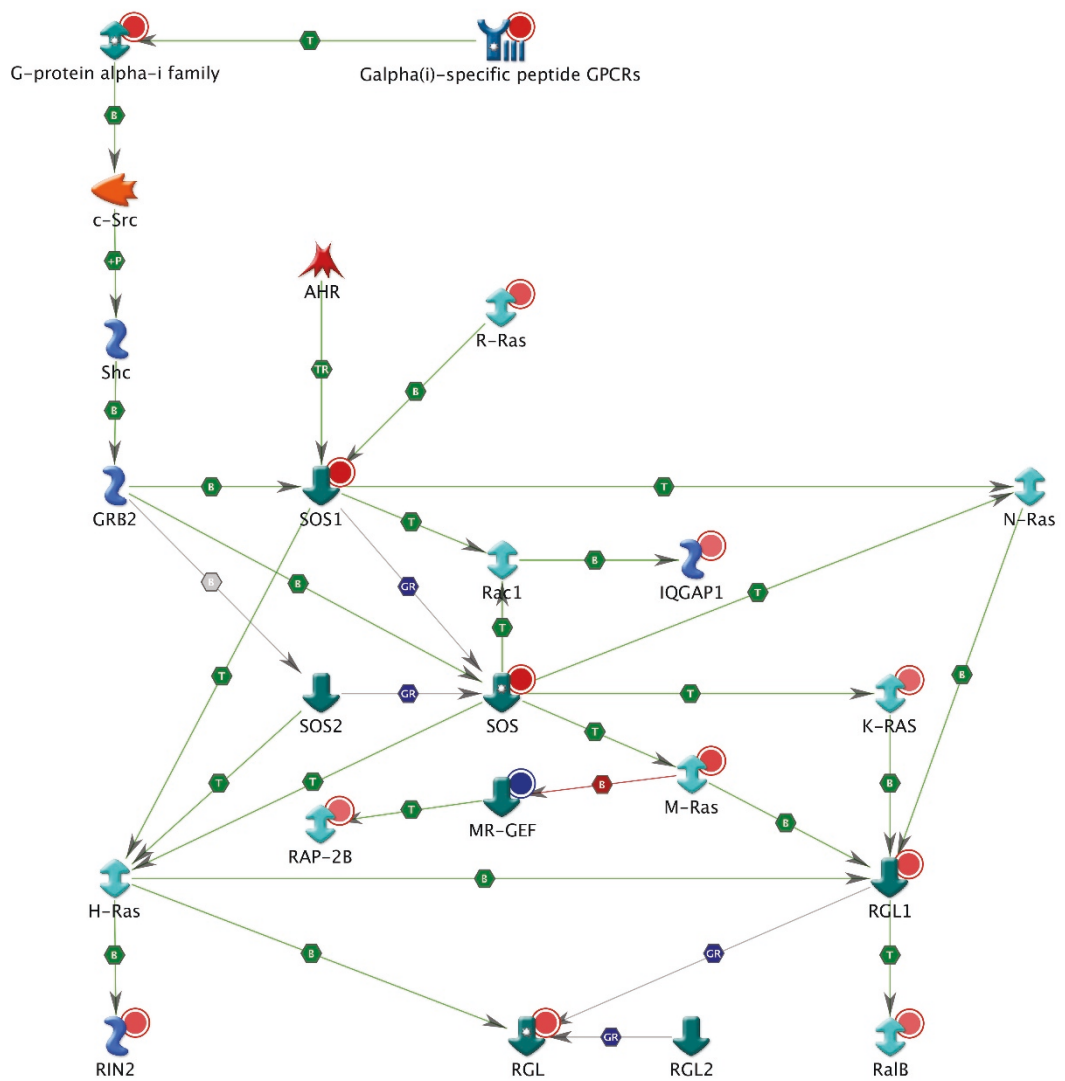 T
G-protein alpha-i family
Galpha(i)-specific peptide GPCRs
B
c-Src
+P
AHR
R-Ras
Shc
TR
B
B
GRB2
B
SOS1
T
N-Ras
T
Rac1
B
IQGAP1
B
B
GR
T
T
T
B
SOS2
GR
SOS
T
K-RAS
T
T
T
B
M-Ras
B
MR-GEF
T
RAP-2B
B
H-Ras
B
RGL1
B
B
GR
T
RIN2
RGL
GR
RGL2
RalB